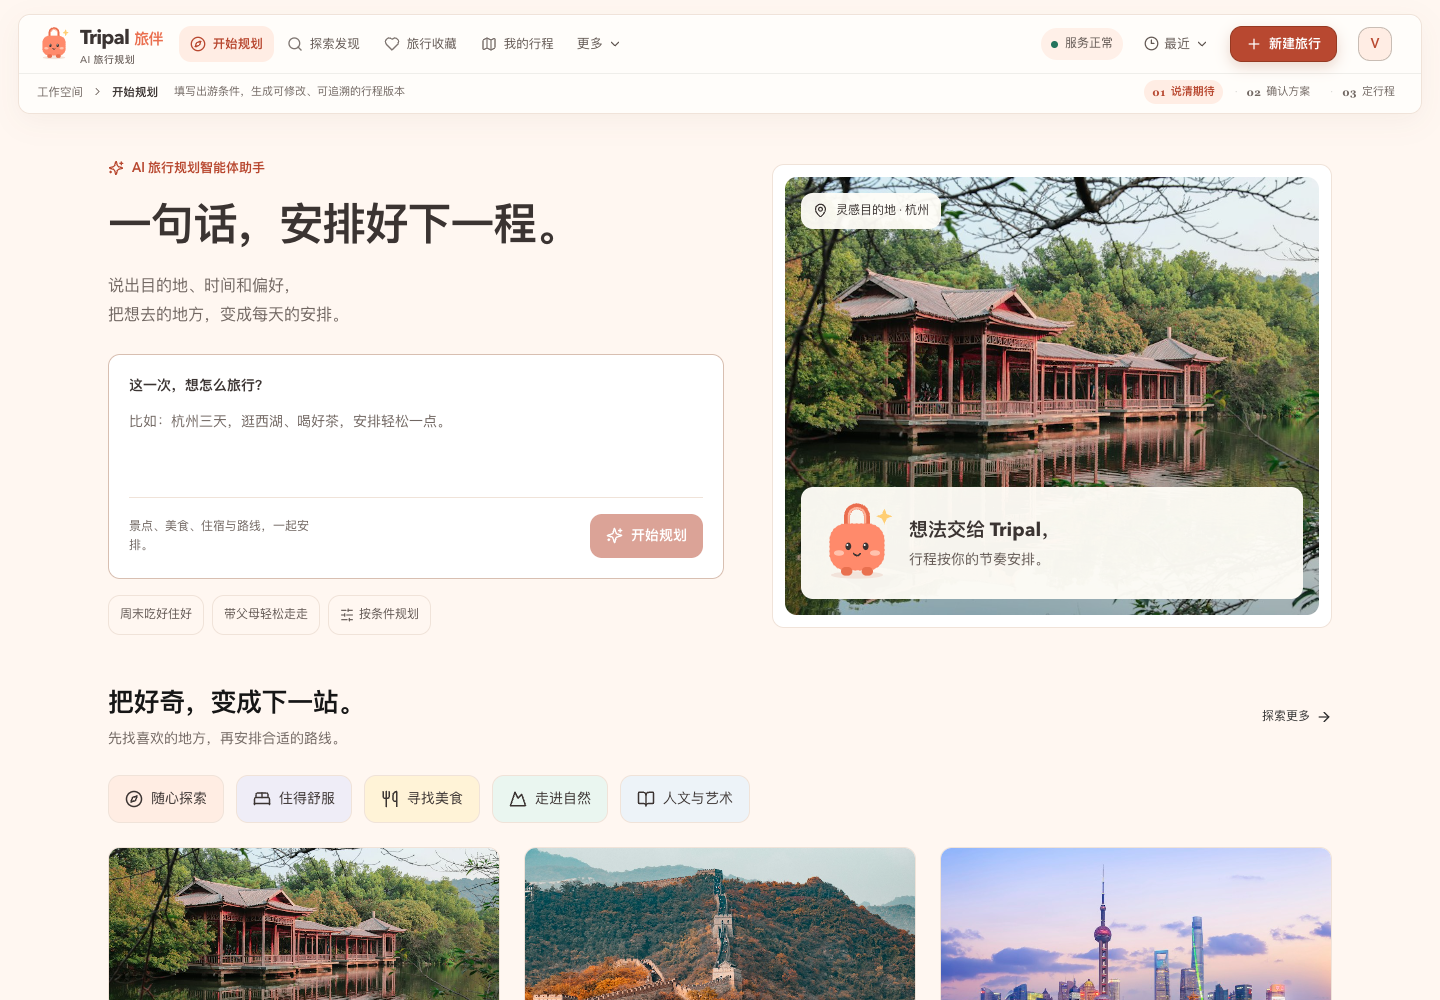 Tripal 旅伴
AI 旅行规划
开始规划
探索发现
旅行收藏
我的行程
更多
服务正常
最近
新建旅行
V
工作空间
开始规划
填写出游条件，生成可修改、可追溯的行程版本
01 说清期待
02 确认方案
03 定行程
AI 旅行规划智能体助手
一句话，安排好下一程。
说出目的地、时间和偏好，
把想去的地方，变成每天的安排。
这一次，想怎么旅行？
比如：杭州三天，逛西湖、喝好茶，安排轻松一点。
景点、美食、住宿与路线，一起安
排。
开始规划
周末吃好住好
带父母轻松走走
按条件规划
灵感目的地 · 杭州
想法交给 Tripal，
行程按你的节奏安排。
把好奇，变成下一站。
先找喜欢的地方，再安排合适的路线。
探索更多
随心探索
住得舒服
寻找美食
走进自然
人文与艺术